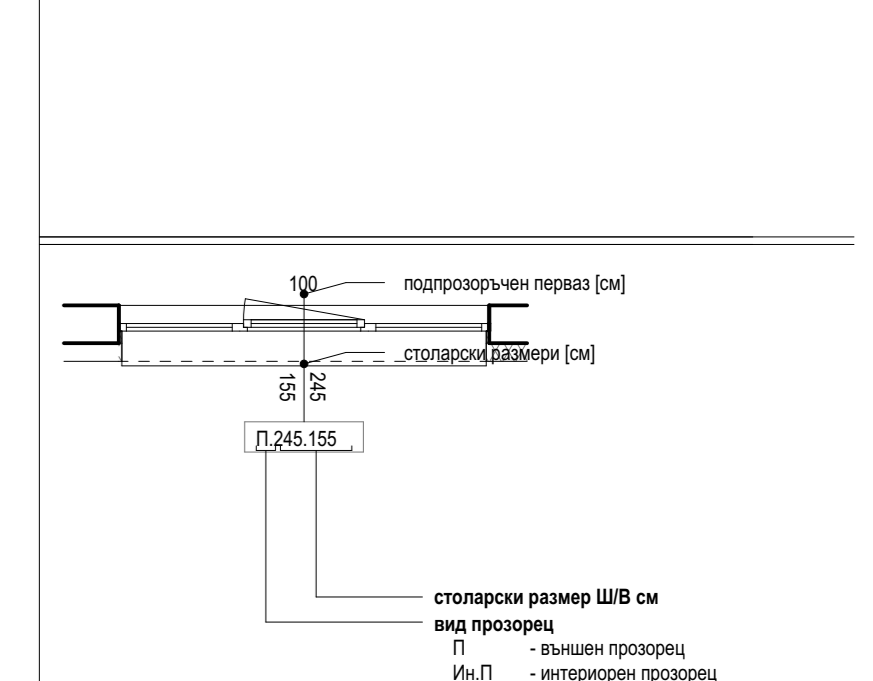 100
подпрозоръчен перваз [см]
столарски размери [см]
245
155
П.245.155
столарски размер Ш/В см
вид прозорец
П - външен прозорец
Ин.П - интериорен прозорец